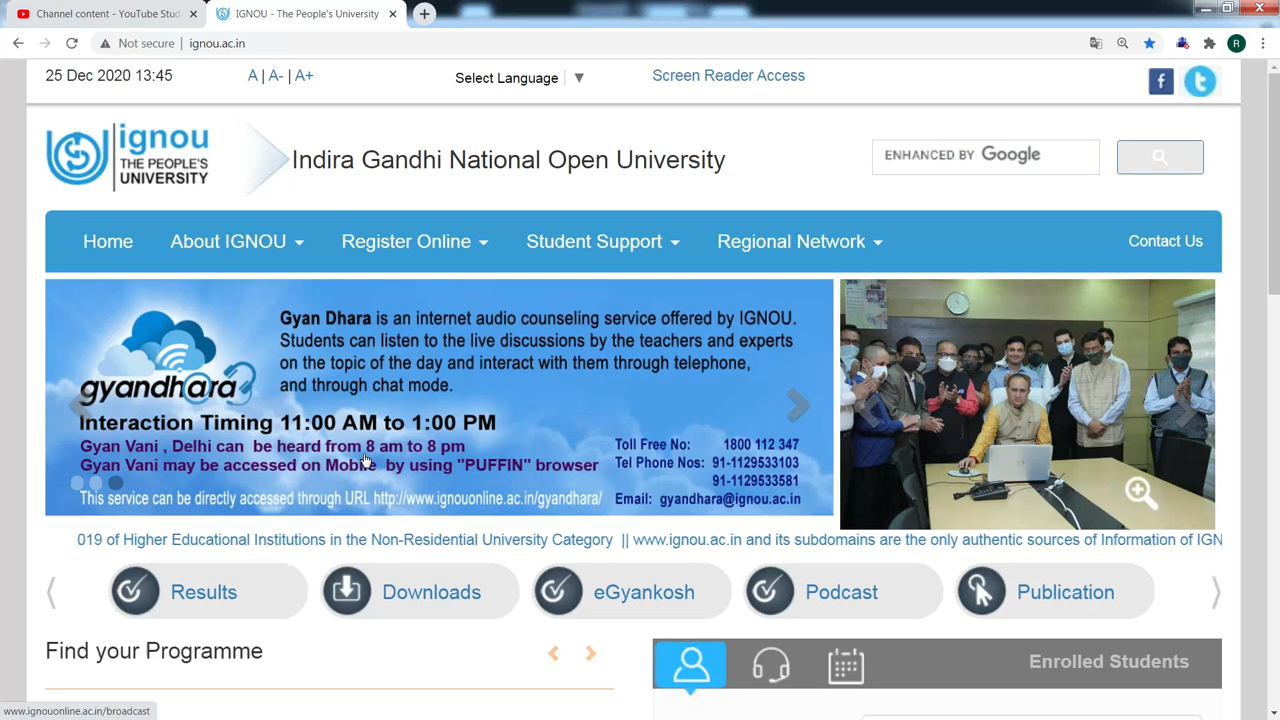 Channel content - YouTube Stud
IGNOU - The People's University
Not secure | ignou.ac.in
R
25 Dec 2020 13:45
A | A- | A+
Select Language ▼
Screen Reader Access
ignou
THE PEOPLE'S
UNIVERSITY
Indira Gandhi National Open University
ENHANCED BY Google
Home
About IGNOU
Register Online
Student Support
Regional Network
Contact Us
gyandhara
Gyan Dhara is an internet audio counseling service offered by IGNOU.
Students can listen to the live discussions by the teachers and experts
on the topic of the day and interact with them through telephone,
and through chat mode.
Interaction Timing 11:00 AM to 1:00 PM
Gyan Vani , Delhi can be heard from 8 am to 8 pm
Gyan Vani may be accessed on Mobile by using "PUFFIN" browser
This service can be directly accessed through URL http://www.ignouonline.ac.in/gyandhara/
Toll Free No: 1800 112 347
Tel Phone Nos: 91-1129533103
91-1129533581
Email: gyandhara@ignou.ac.in
019 of Higher Educational Institutions in the Non-Residential University Category || www.ignou.ac.in and its subdomains are the only authentic sources of Information of IGN
Results
Downloads
eGyankosh
Podcast
Publication
Find your Programme
Enrolled Students
www.ignouonline.ac.in/broadcast